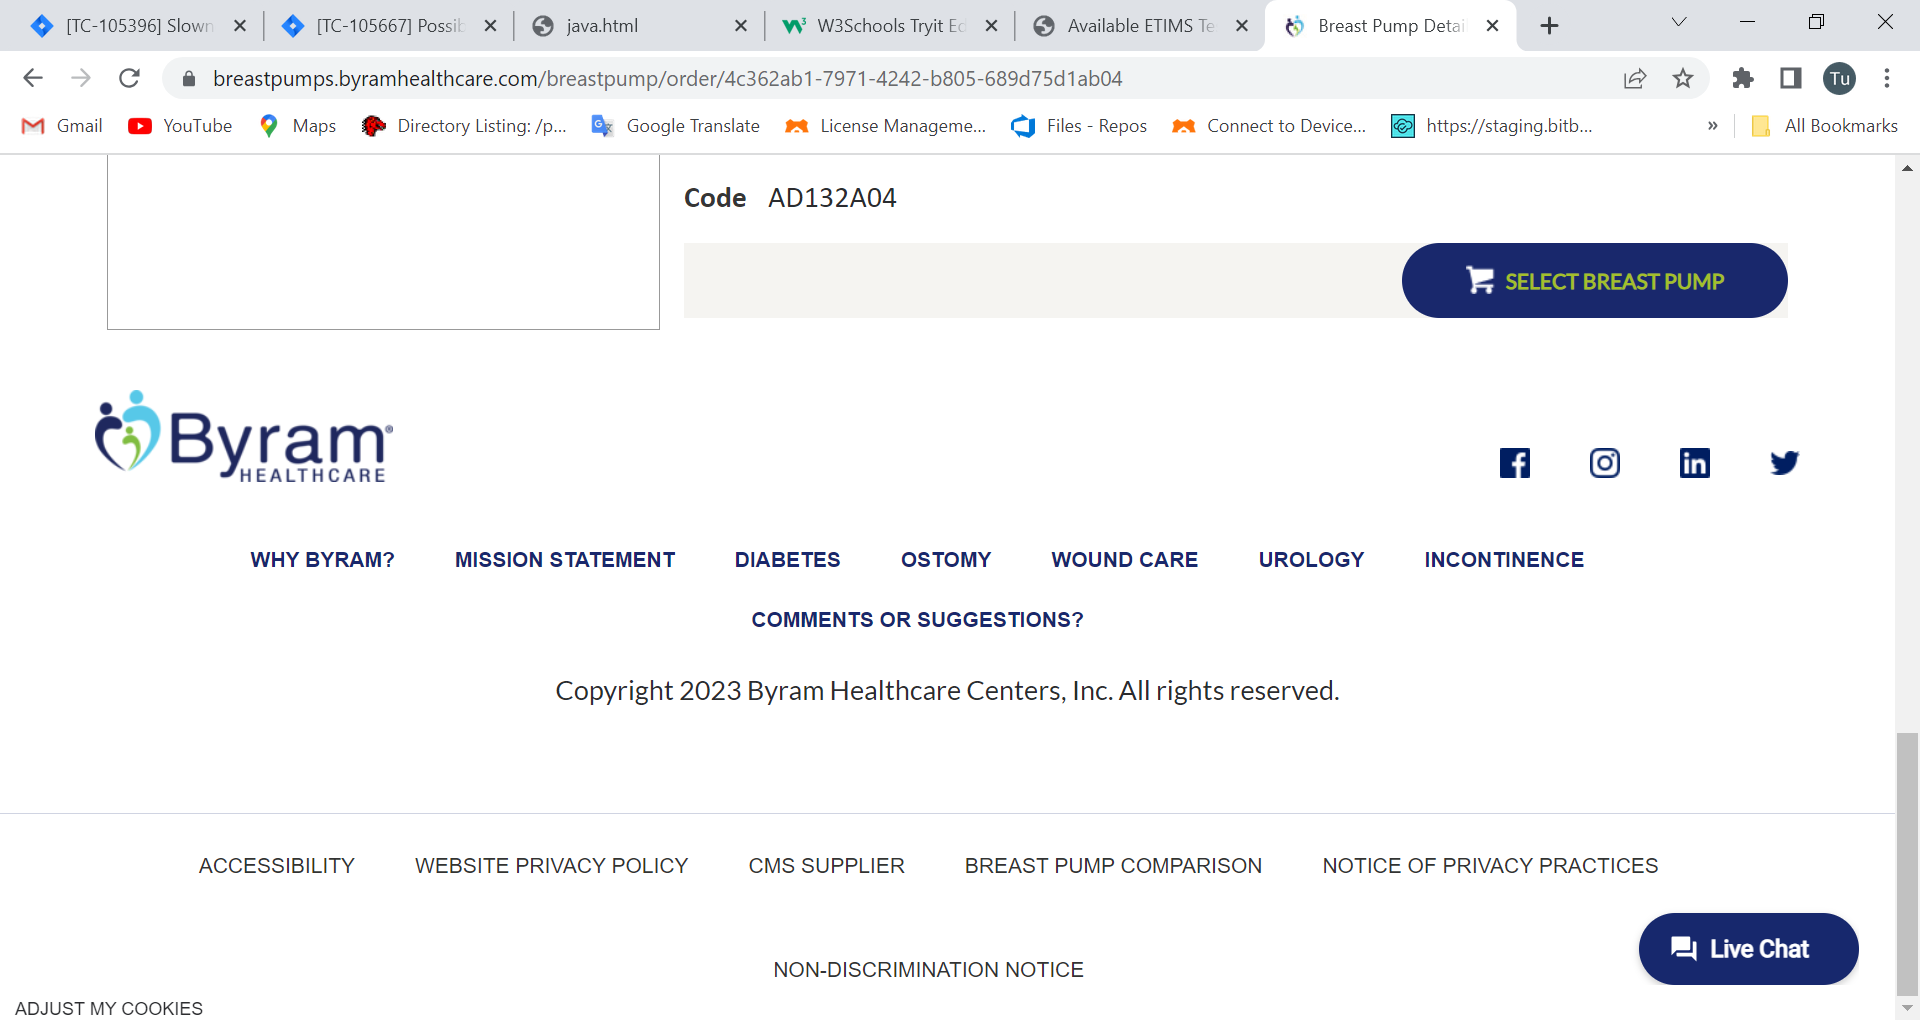 [TC-105396] Slown
[TC-105667] Possib
java.html
W3Schools Tryit Ed
Available ETIMS Te
Breast Pump Detai
breastpumps.byramhealthcare.com/breastpump/order/4c362ab1-7971-4242-b805-689d75d1ab04
Tu
Gmail
YouTube
Maps
Directory Listing: /p...
Google Translate
License Manageme...
Files - Repos
Connect to Device...
https://staging.bitb...
»
All Bookmarks
Code AD132A04
SELECT BREAST PUMP
Byram®
HEALTHCARE
WHY BYRAM? MISSION STATEMENT DIABETES OSTOMY WOUND CARE UROLOGY INCONTINENCE
COMMENTS OR SUGGESTIONS?
Copyright 2023 Byram Healthcare Centers, Inc. All rights reserved.
ACCESSIBILITY WEBSITE PRIVACY POLICY CMS SUPPLIER BREAST PUMP COMPARISON NOTICE OF PRIVACY PRACTICES
Live Chat
NON-DISCRIMINATION NOTICE
ADJUST MY COOKIES